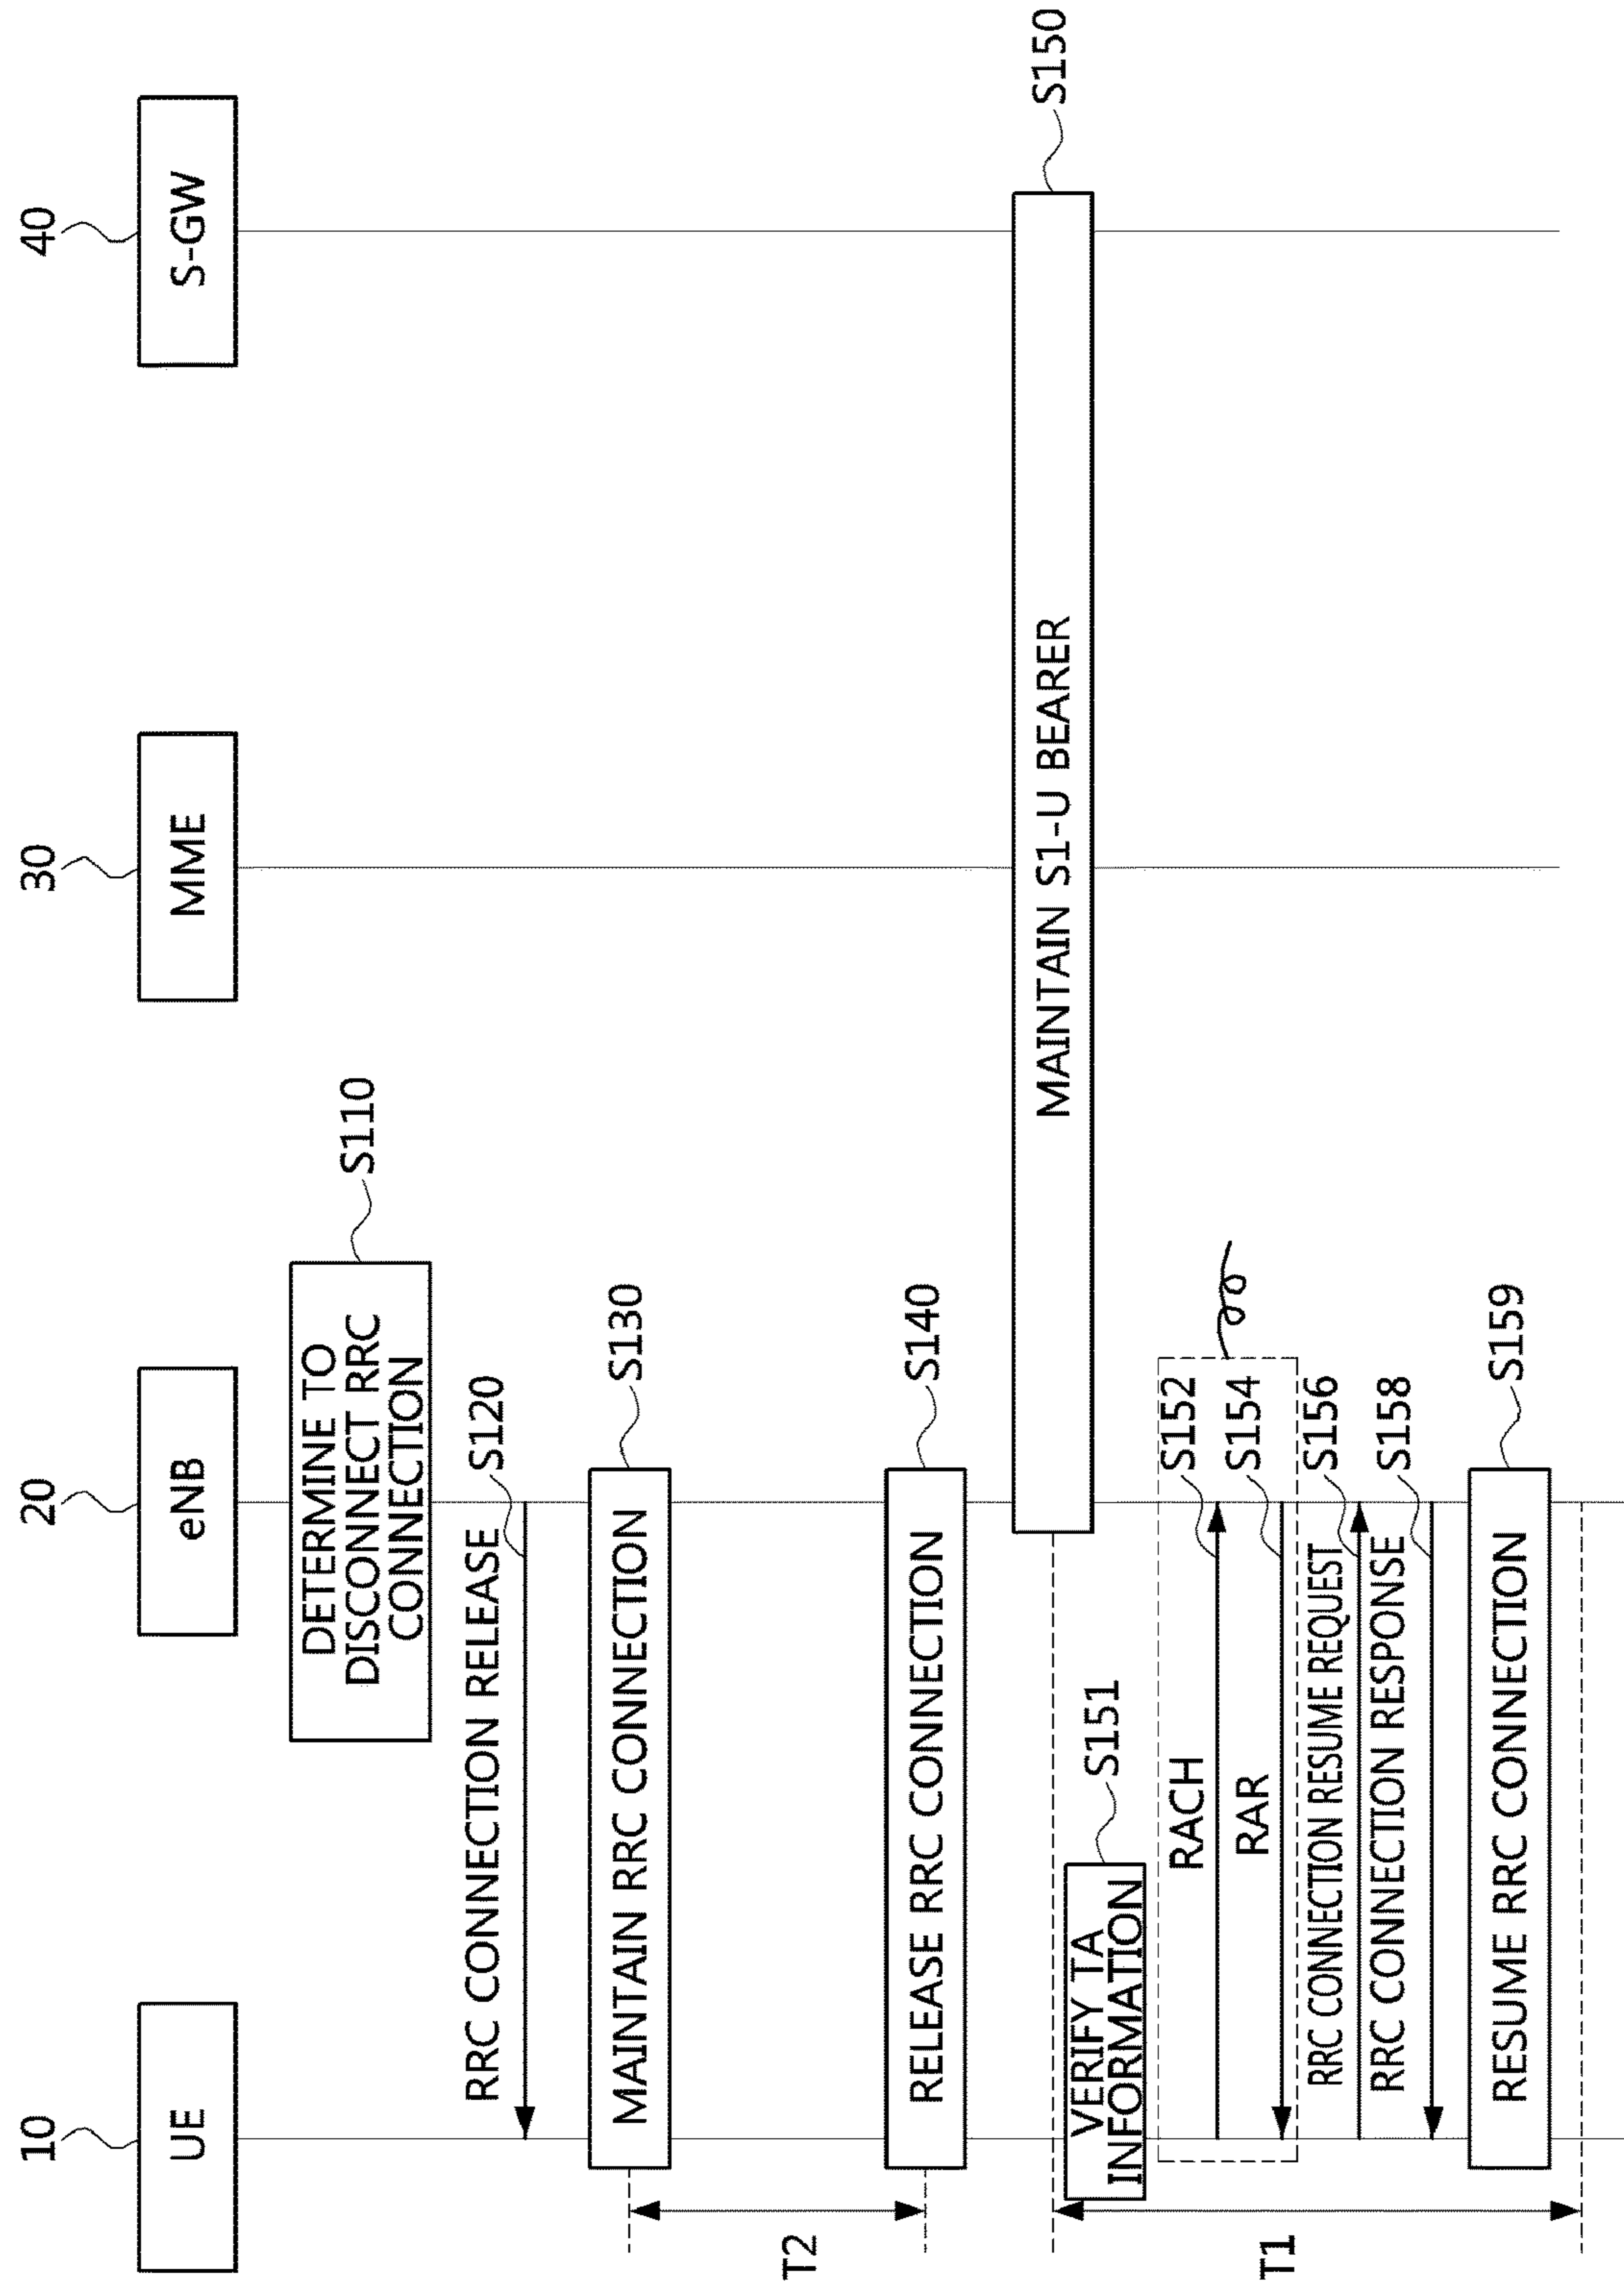 10
20
30
40
UE
eNB
MME
S-GW
DETERMINE TO
DISCONNECT RRC
CONNECTION
S110
RRC CONNECTION RELEASE
S120
MAINTAIN RRC CONNECTION
S130
T2
RELEASE RRC CONNECTION
S140
MAINTAIN S1-U BEARER
S150
VERIFY TA
INFORMATION
S151
RACH
S152
RAR
S154
RRC CONNECTION RESUME REQUEST
S156
RRC CONNECTION RESPONSE
S158
T1
RESUME RRC CONNECTION
S159